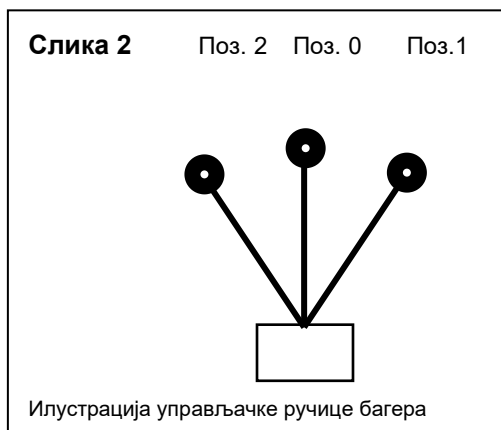 Слика 2 Поз. 2 Поз. 0 Поз.1
Илустрација управљачке ручице багера